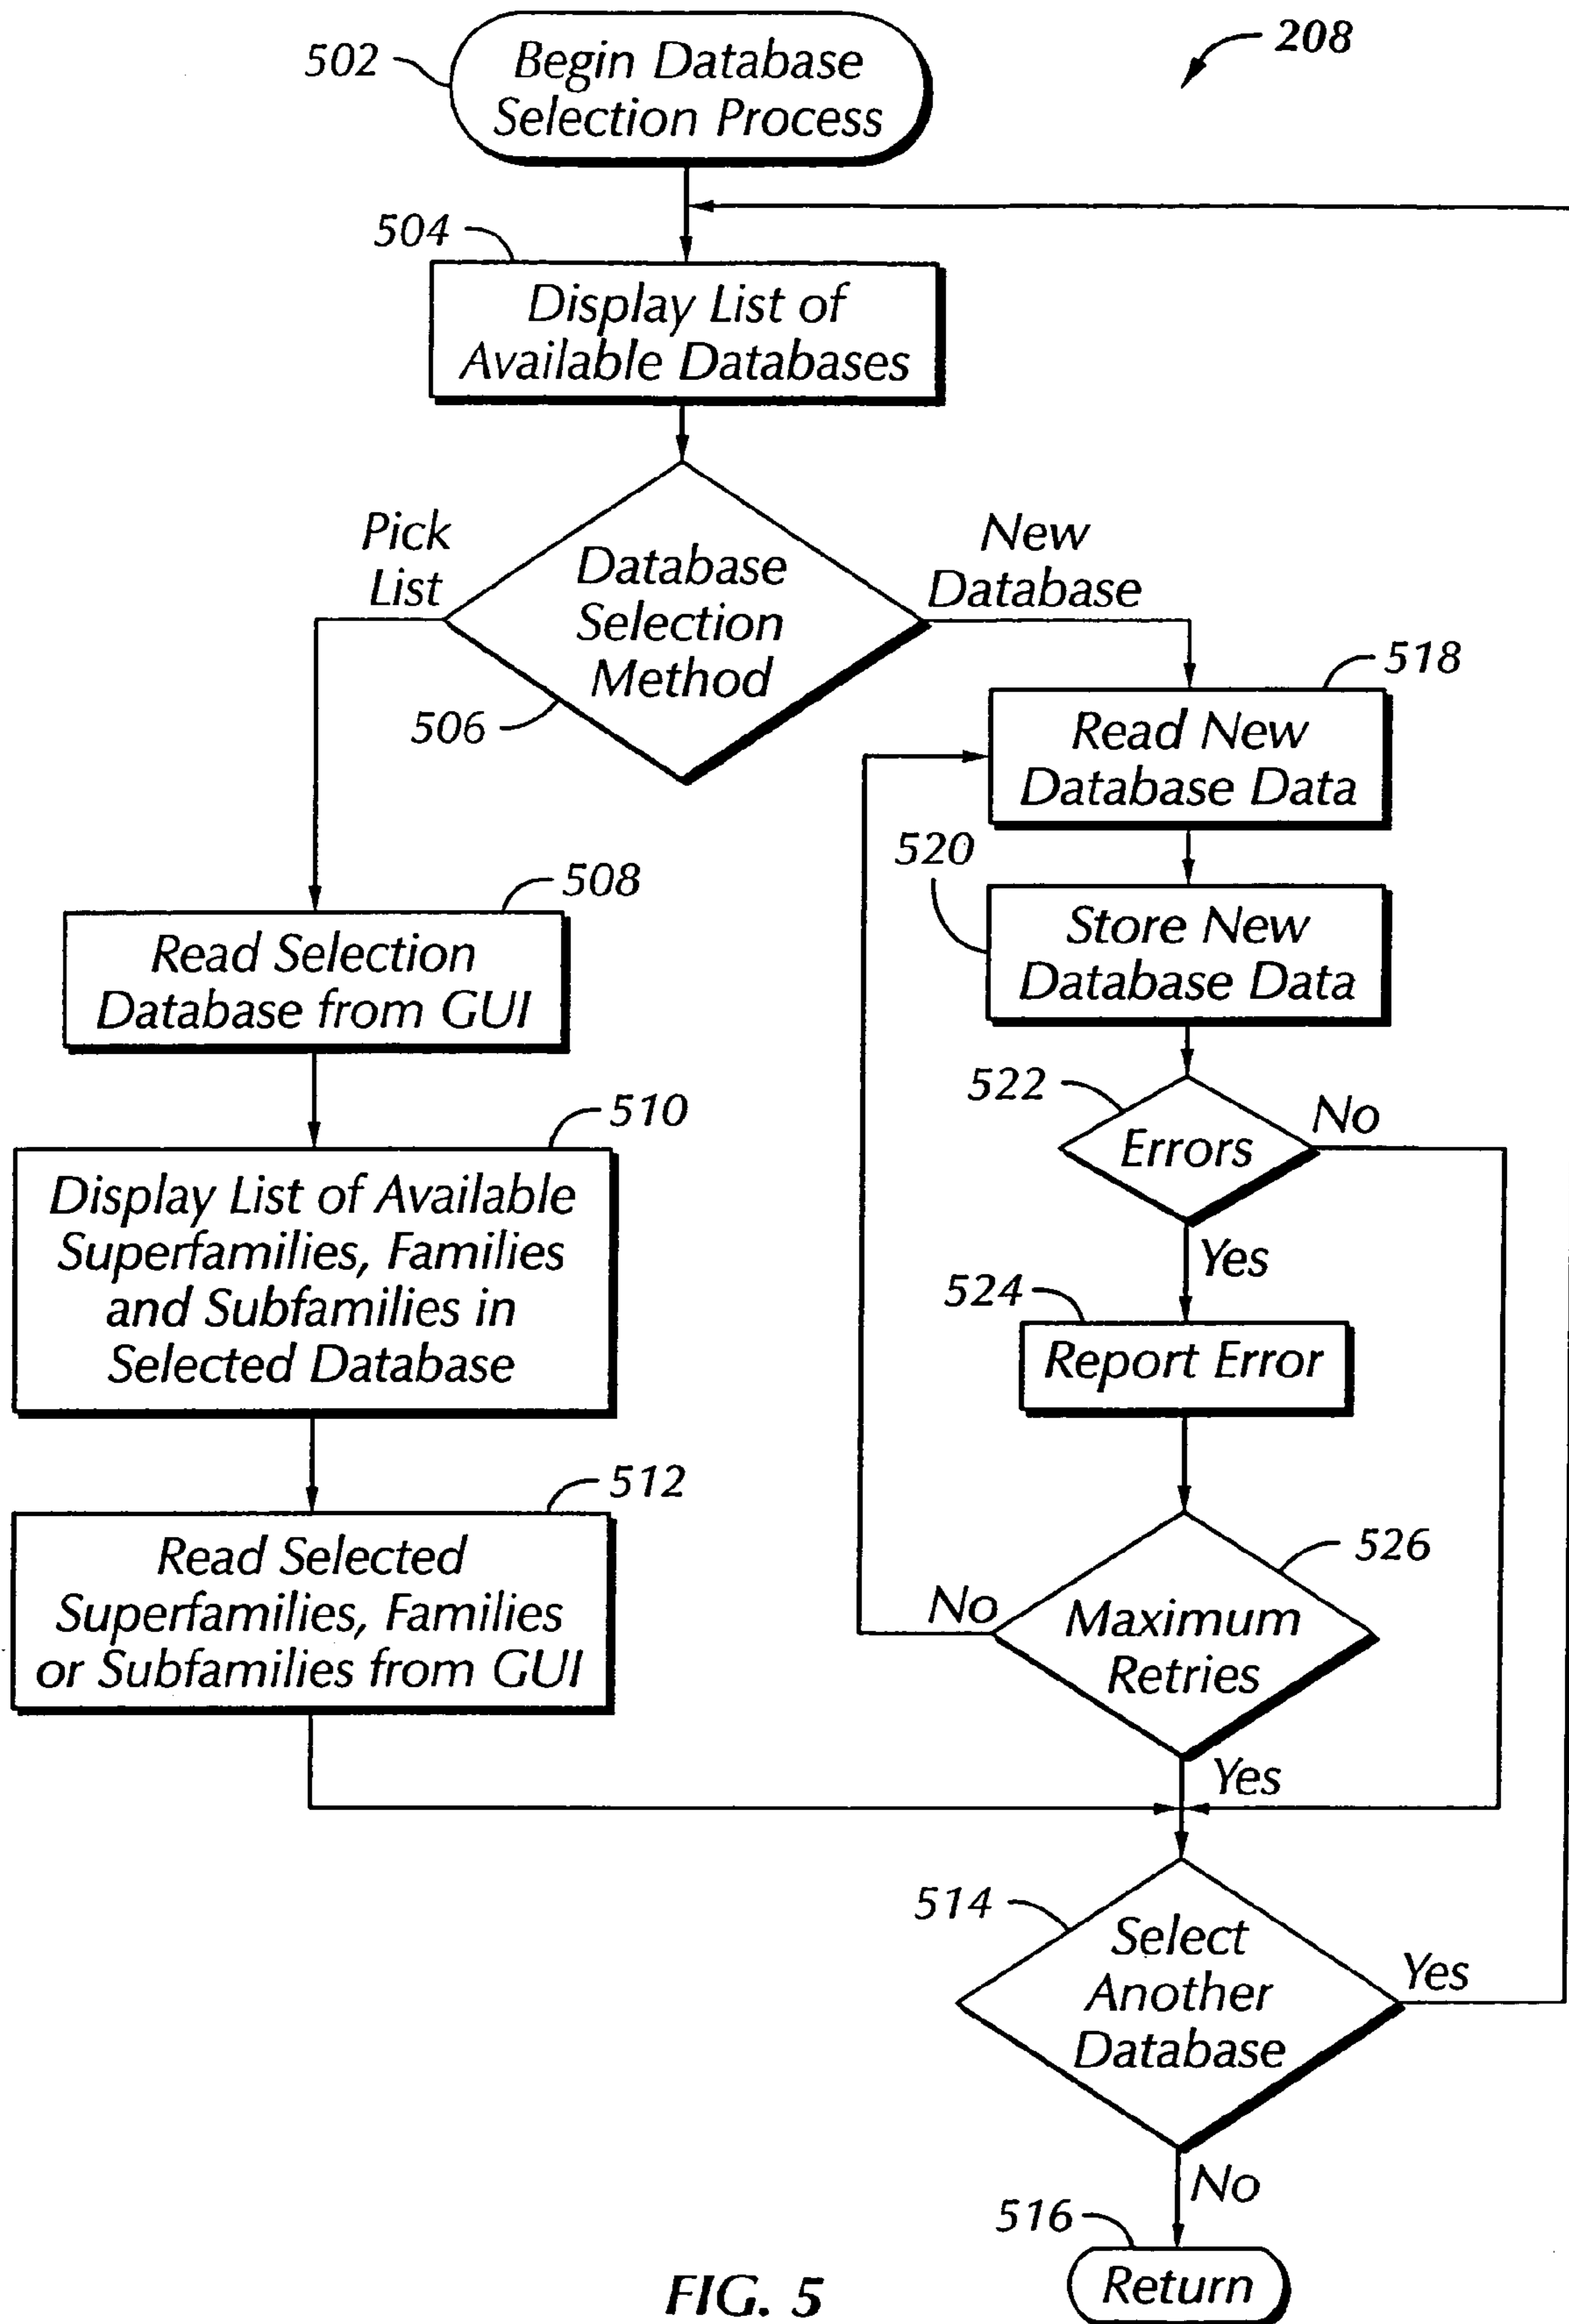 208
502
Begin Database
Selection Process
504
Display List of
Available Databases
Pick
List
Database
Selection
Method
New
Database
506
518
Read New
Database Data
520
Store New
Database Data
508
Read Selection
Database from GUI
522
Errors
No
Yes
510
Display List of Available
Superfamilies, Families
and Subfamilies in
Selected Database
524
Report Error
512
Read Selected
Superfamilies, Families
or Subfamilies from GUI
526
No
Maximum
Retries
Yes
514
Select
Another
Database
Yes
No
516
Return
FIG. 5